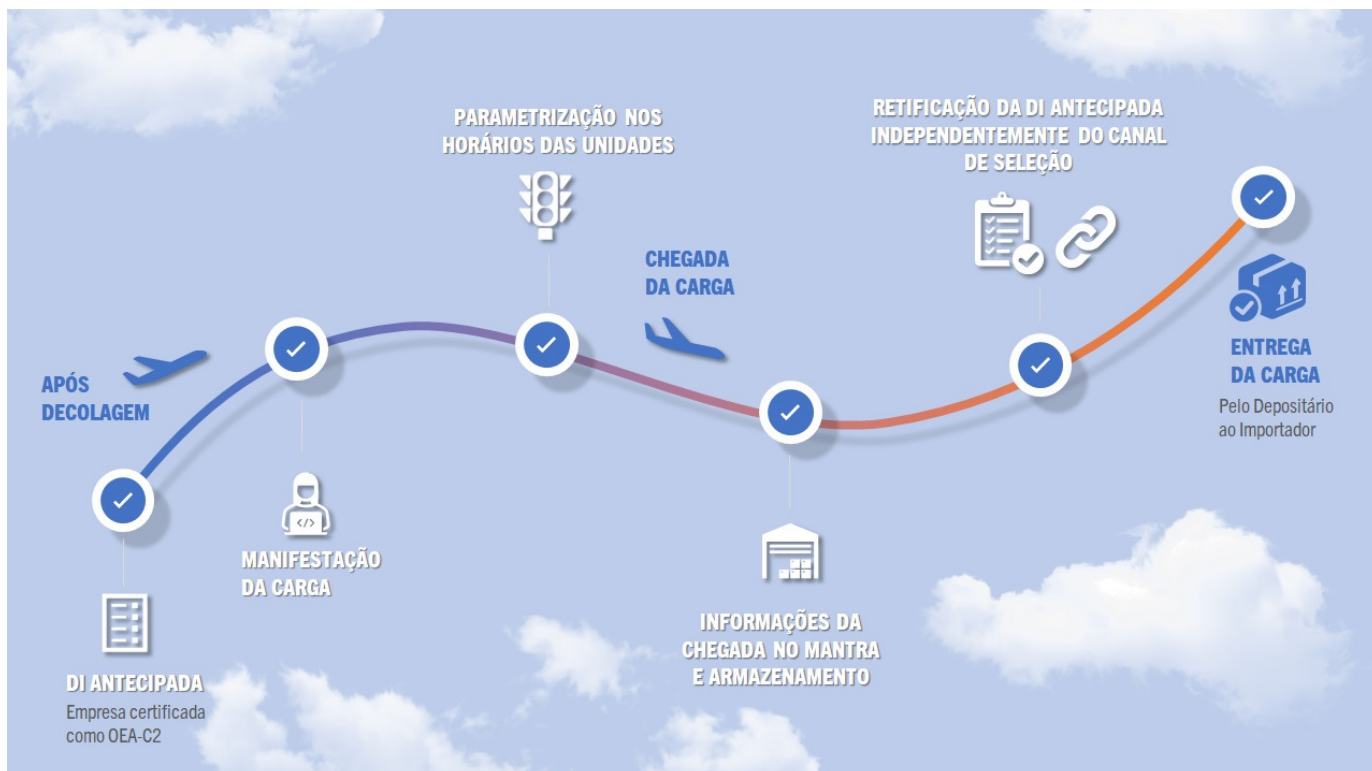 APÓS
DECOLAGEM
DI ANTECIPADA
Empresa certificada
como OEA-C2
MANIFESTAÇÃO
DA CARGA
</>
PARAMETRIZAÇÃO NOS
HORÁRIOS DAS UNIDADES
CHEGADA
DA CARGA
INFORMAÇÕES DA
CHEGADA NO MANTRA
E ARMAZENAMENTO
RETIFICAÇÃO DA DI ANTECIPADA
INDEPENDENTEMENTE DO CANAL
DE SELEÇÃO
ENTREGA
DA CARGA
Pelo Depositário
ao Importador